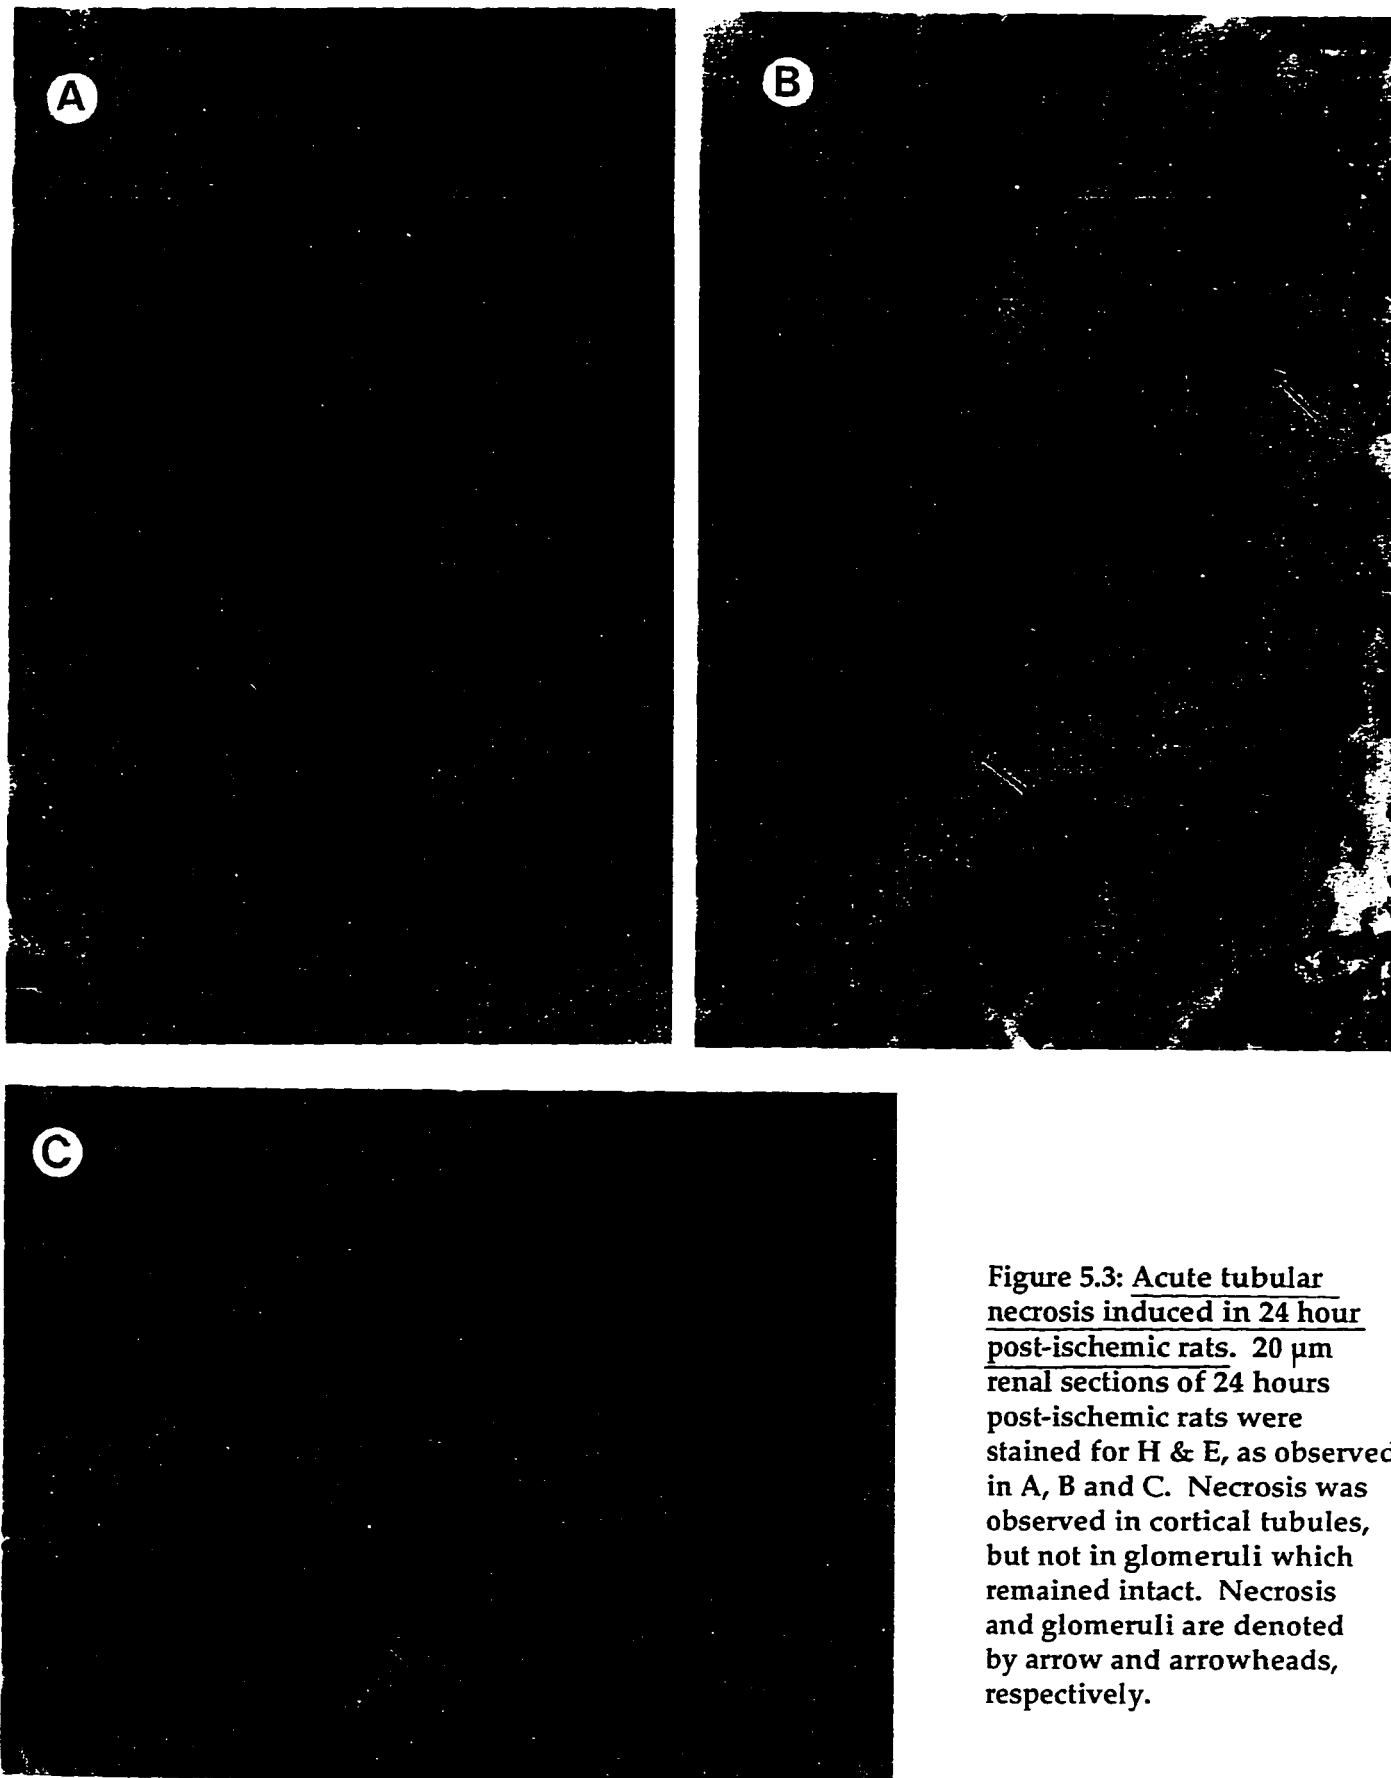 A
B
C
Figure 5.3: Acute tubular
necrosis induced in 24 hour
post-ischemic rats. 20 µm
renal sections of 24 hours
post-ischemic rats were
stained for H & E, as observed
in A, B and C. Necrosis was
observed in cortical tubules,
but not in glomeruli which
remained intact. Necrosis
and glomeruli are denoted
by arrow and arrowheads,
respectively.